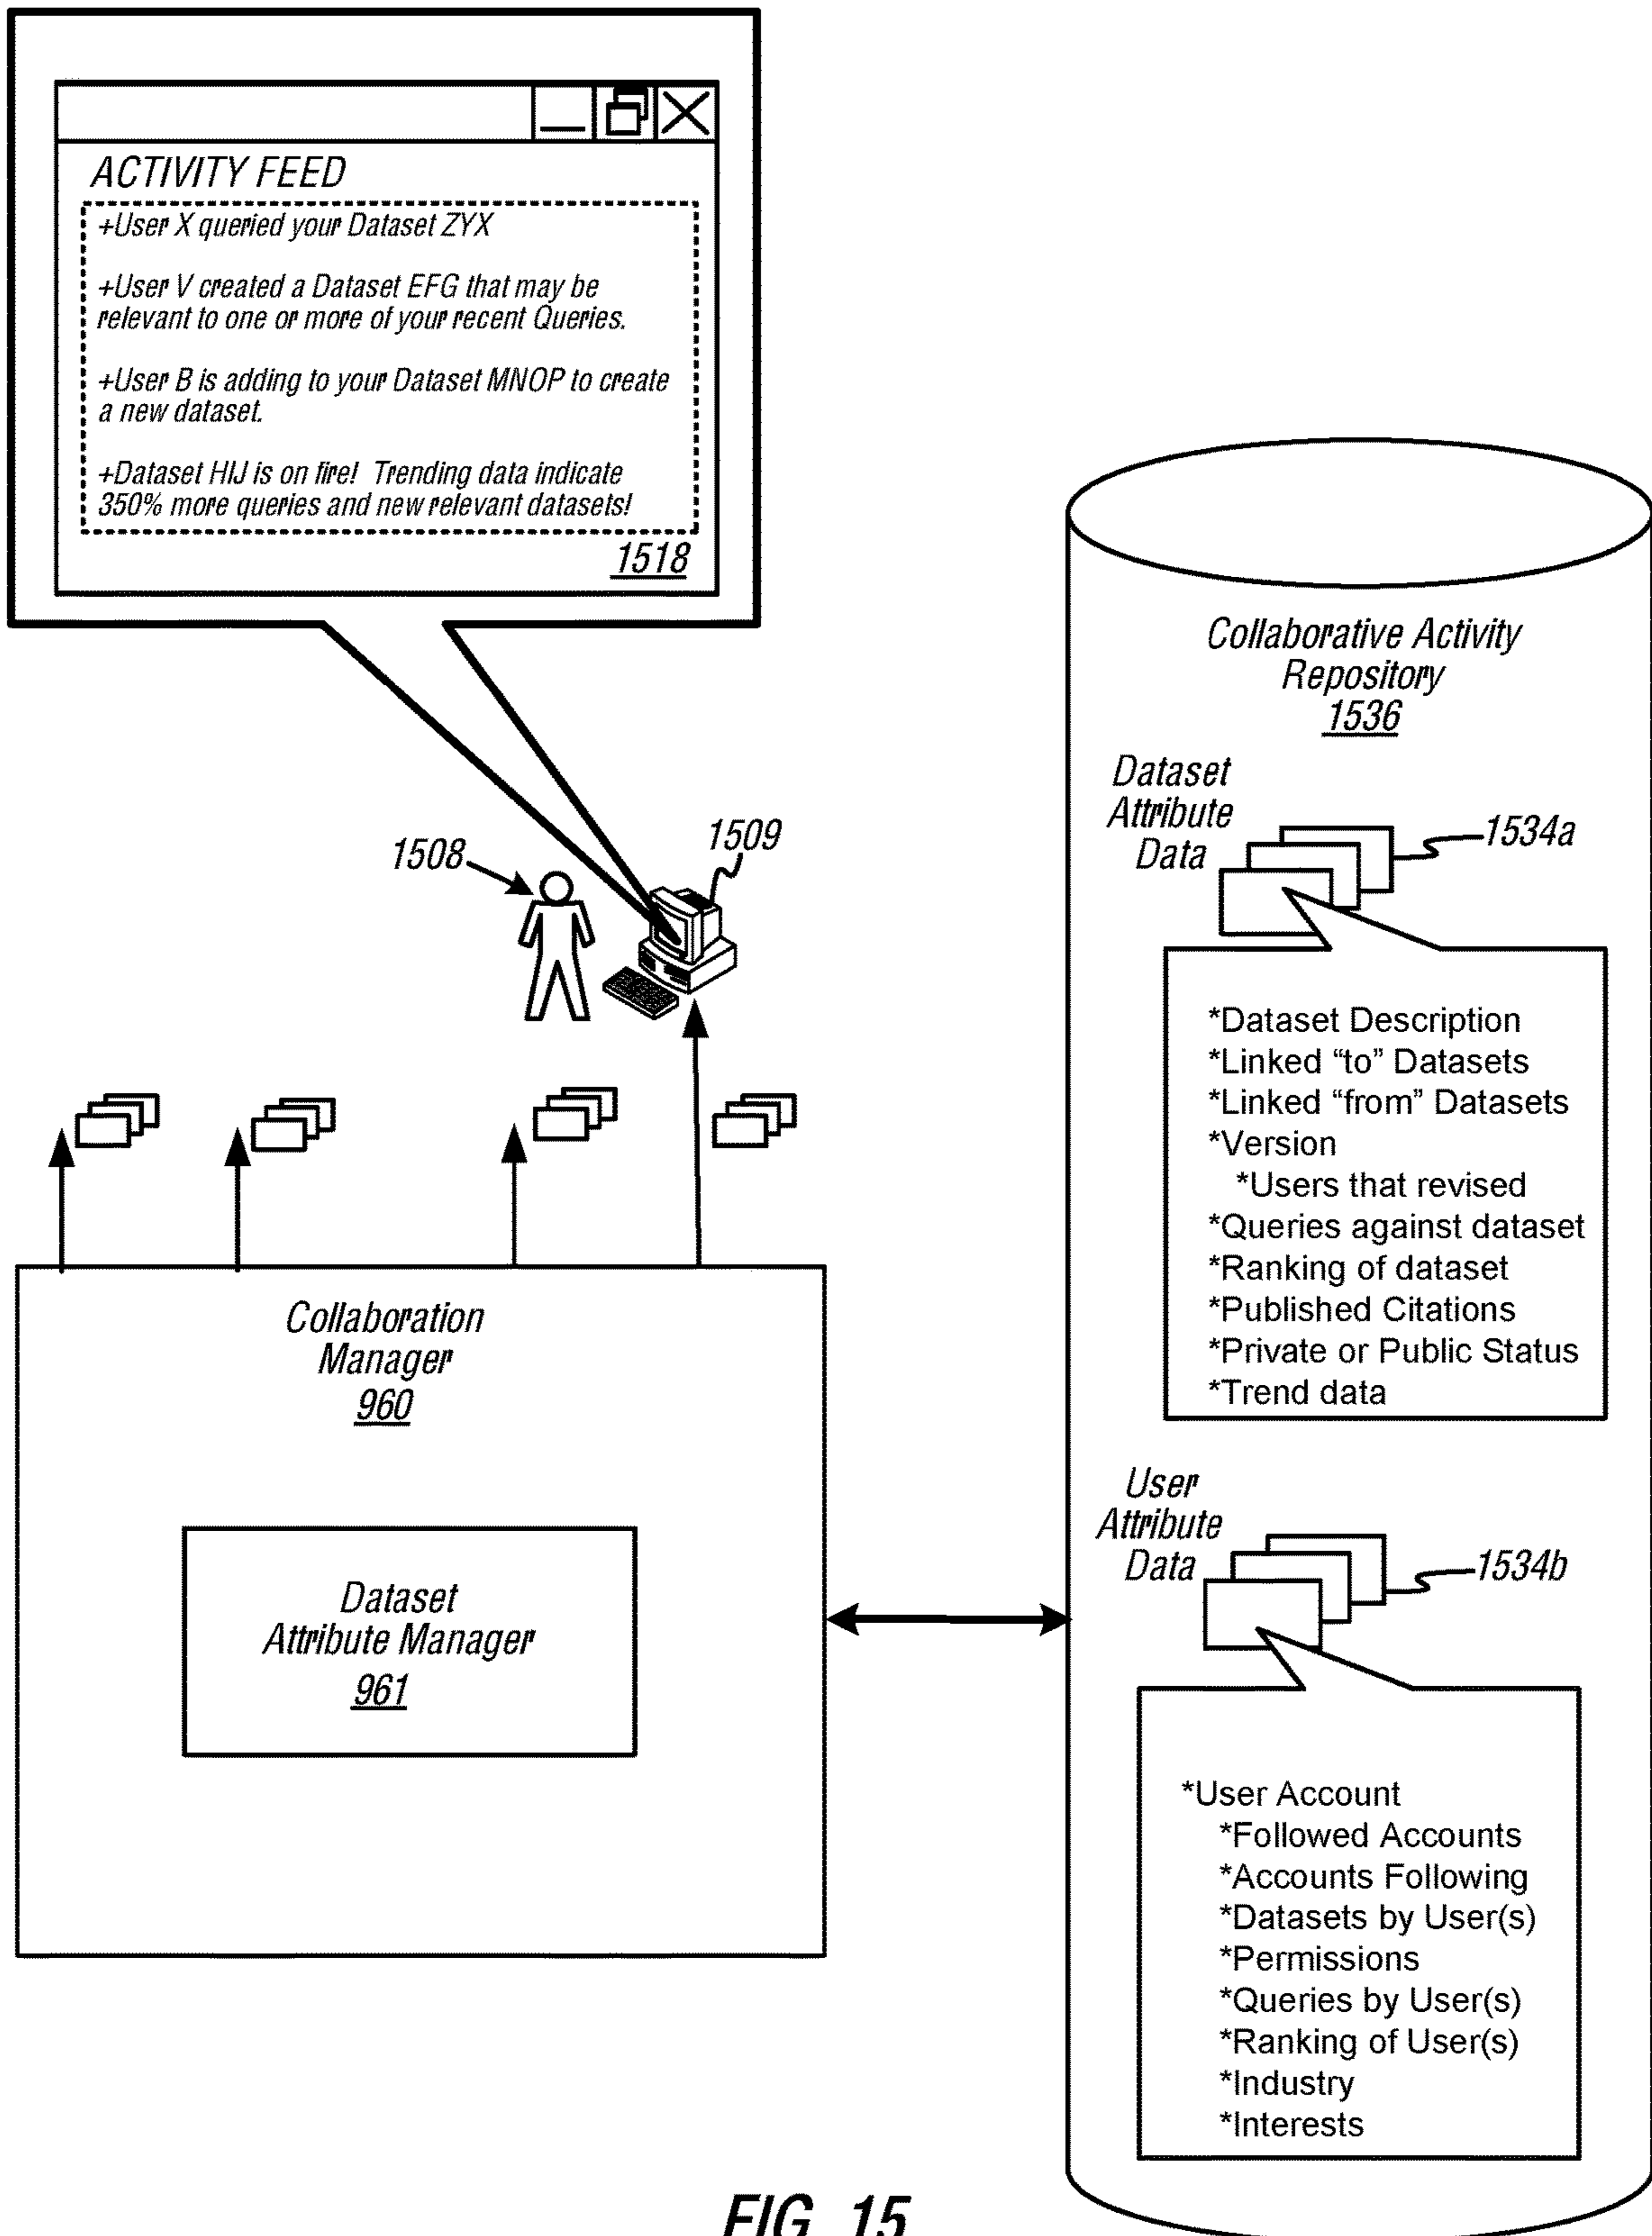 ACTIVITY FEED
+User X queried your Dataset ZYX
+User V created a Dataset EFG that may be
relevant to one or more of your recent Queries.
+User B is adding to your Dataset MNOP to create
a new dataset.
+Dataset HIJ is on fire! Trending data indicate
350% more queries and new relevant datasets!
1518
1508
1509
Collaboration
Manager
960
Dataset
Attribute Manager
961
Collaborative Activity
Repository
1536
Dataset
Attribute
Data
1534a
*Dataset Description
*Linked “to” Datasets
*Linked “from” Datasets
*Version
*Users that revised
*Queries against dataset
*Ranking of dataset
*Published Citations
*Private or Public Status
*Trend data
User
Attribute
Data
1534b
*User Account
*Followed Accounts
*Accounts Following
*Datasets by User(s)
*Permissions
*Queries by User(s)
*Ranking of User(s)
*Industry
*Interests
FIG. 15